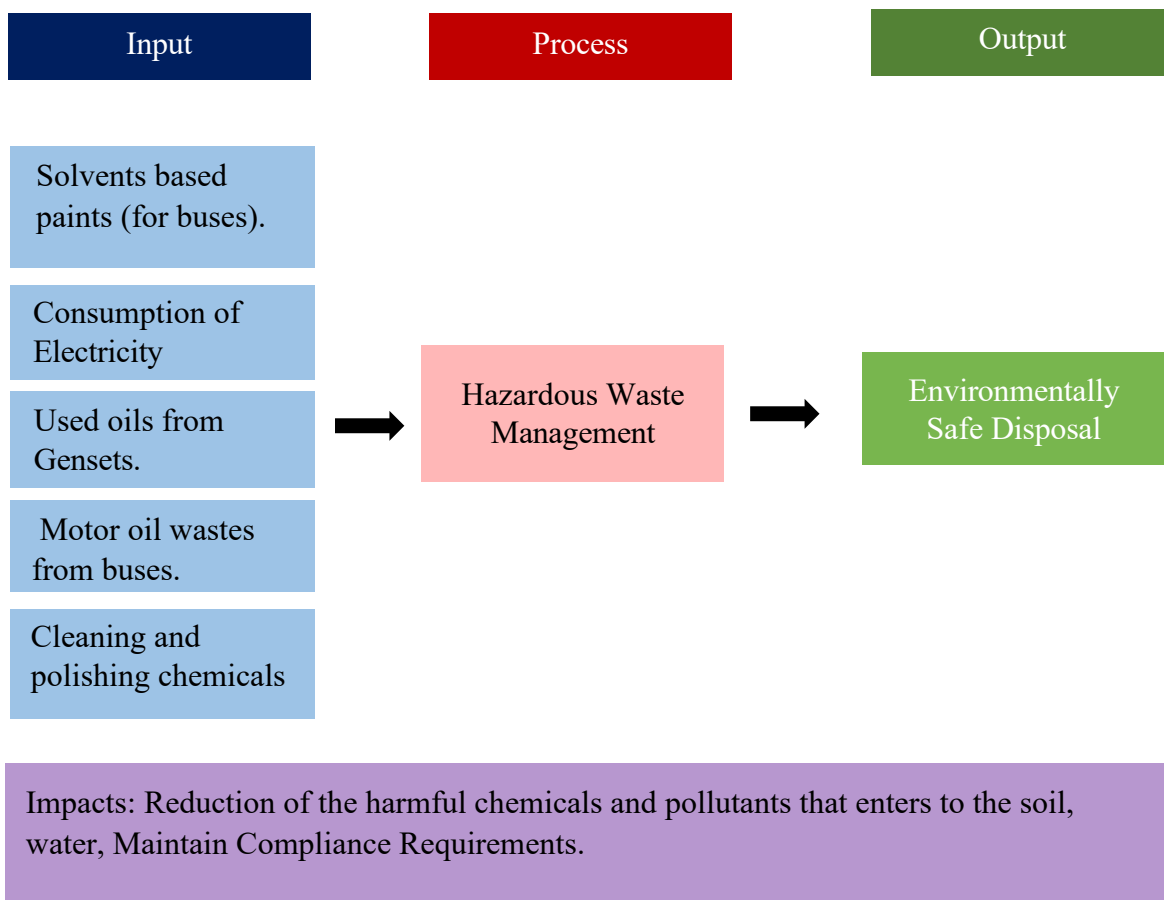 Input
Process
Output
Solvents based
paints (for buses).
Consumption of
Electricity
Used oils from
Gensets.
Motor oil wastes
from buses.
Cleaning and
polishing chemicals
Hazardous Waste
Management
Environmentally
Safe Disposal
Impacts: Reduction of the harmful chemicals and pollutants that enters to the soil,
water, Maintain Compliance Requirements.